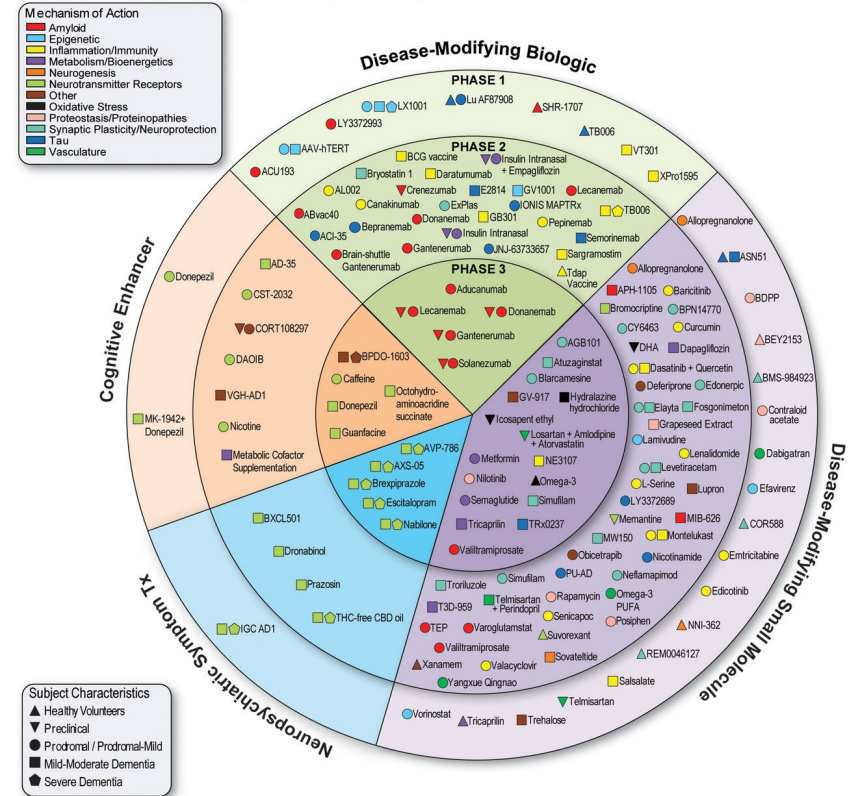 Mechanism of Action
Amyloid
Epigenetic
Inflammation/Immunity
Metabolism/Bioenergetics
Neurogenesis
Neurotransmitter Receptors
Other
Oxidative Stress
Proteostasis/Proteinopathies
Synaptic Plasticity/Neuroprotection
Tau
Vasculature
Disease-Modifying Biologic
PHASE 1
LX1001
Lu AF87908
SHR-1707
LY3372993
TB006
AAV-hTERT
VT301
ACU193
XPro1595
PHASE 2
BCG vaccine
Insulin Intranasal
+ Empagliflozin
Bryostatin 1
Daratumumab
AL002
Crenezumab
E2814
GV1001
Lecanemab
Canakinumab
ExPlas
IONIS MAPTRx
ABvac40
Donanemab
GB301
Pepinemab
TB006
ACI-35
Bepranemab
Insulin Intranasal
Semorinemab
Brain-shuttle
Gantenerumab
Gantenerumab
JNJ-63733657
Sargramostim
Tdap
Vaccine
PHASE 3
Aducanumab
Lecanemab
Donanemab
Gantenerumab
Solanezumab
Cognitive Enhancer
Donepezil
MK-1942+
Donepezil
AD-35
CST-2032
CORT108297
DAOIB
VGH-AD1
Nicotine
Metabolic Cofactor
Supplementation
BPDO-1603
Caffeine
Octohydro-
aminoacridine
succinate
Donepezil
Guanfacine
Neuropsychiatric Symptom Tx
AVP-786
AXS-05
Brexpiprazole
Escitalopram
Nabilone
BXCL501
Dronabinol
Prazosin
THC-free CBD oil
IGC AD1
Disease-Modifying Small Molecule
AGB101
Atuzaginstat
Blarcamesine
GV-917
Hydralazine
hydrochloride
Icosapent ethyl
Losartan + Amlodipine
+ Atorvastatin
Metformin
NE3107
Nilotinib
Omega-3
Semaglutide
Simufilam
Tricaprilin
TRx0237
Valiltramiprosate
Allopregnanolone
APH-1105
Baricitinib
Bromocriptine
BPN14770
CY6463
Curcumin
DHA
Dapagliflozin
Dasatinib + Quercetin
Deferiprone
Edonerpic
Elayta
Fosgonimeton
Grapeseed Extract
Lamivudine
Lenalidomide
Levetiracetam
L-Serine
Lupron
LY3372689
Memantine
MIB-626
MW150
Montelukast
Obicetrapib
Nicotinamide
Simufilam
PU-AD
Neflamapimod
Troriluzole
Telmisartan
+ Perindopril
Rapamycin
Omega-3
PUFA
T3D-959
Senicapoc
Posiphen
TEP
Varoglutamstat
Suvorexant
Valiltramiprosate
Xanamem
Valacyclovir
Sovateltide
Yangxue Qingnao
Allopregnanolone
ASN51
BDPP
BEY2153
BMS-984923
Contraloid
acetate
Dabigatran
Efavirenz
COR588
Emtricitabine
Edicotinib
NNI-362
REM0046127
Salsalate
Telmisartan
Trehalose
Tricaprilin
Vorinostat
Subject Characteristics
Healthy Volunteers
Preclinical
Prodromal / Prodromal-Mild
Mild-Moderate Dementia
Severe Dementia